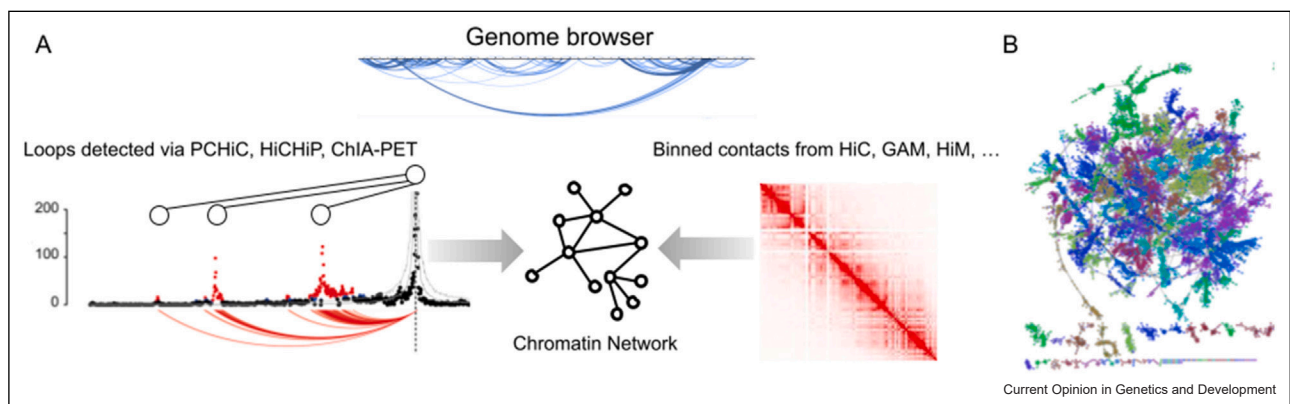 A
Genome browser
B
Loops detected via PCHiC, HiCHiP, ChIA-PET
Binned contacts from HiC, GAM, HiM, ...
200
100
0
Chromatin Network
Current Opinion in Genetics and Development